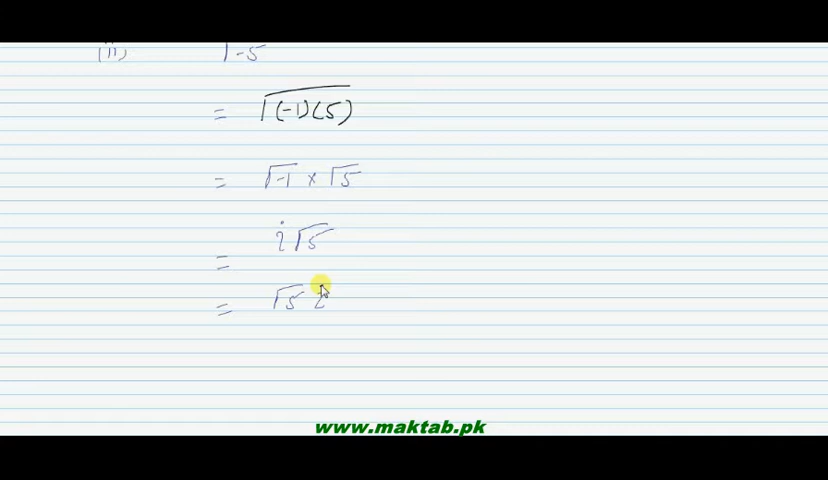 (ii) √-5
= √(-1)(5)
= √-1 × √5
= i√5
= √5 i
www.maktab.pk